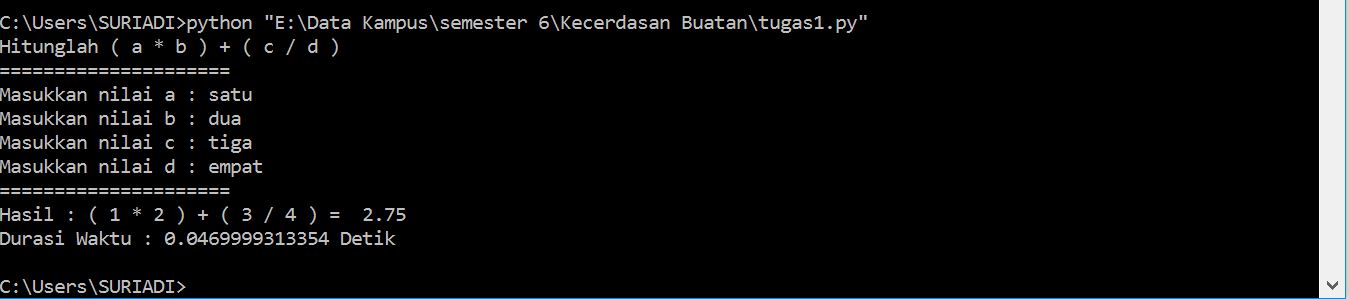 C:\Users\SURIADI>python "E:\Data Kampus\semester 6\Kecerdasan Buatan\tugas1.py"
Hitunglah ( a * b ) + ( c / d )
=====================
Masukkan nilai a : satu
Masukkan nilai b : dua
Masukkan nilai c : tiga
Masukkan nilai d : empat
=====================
Hasil : ( 1 * 2 ) + ( 3 / 4 ) =  2.75
Durasi Waktu : 0.0469999313354 Detik
C:\Users\SURIADI>